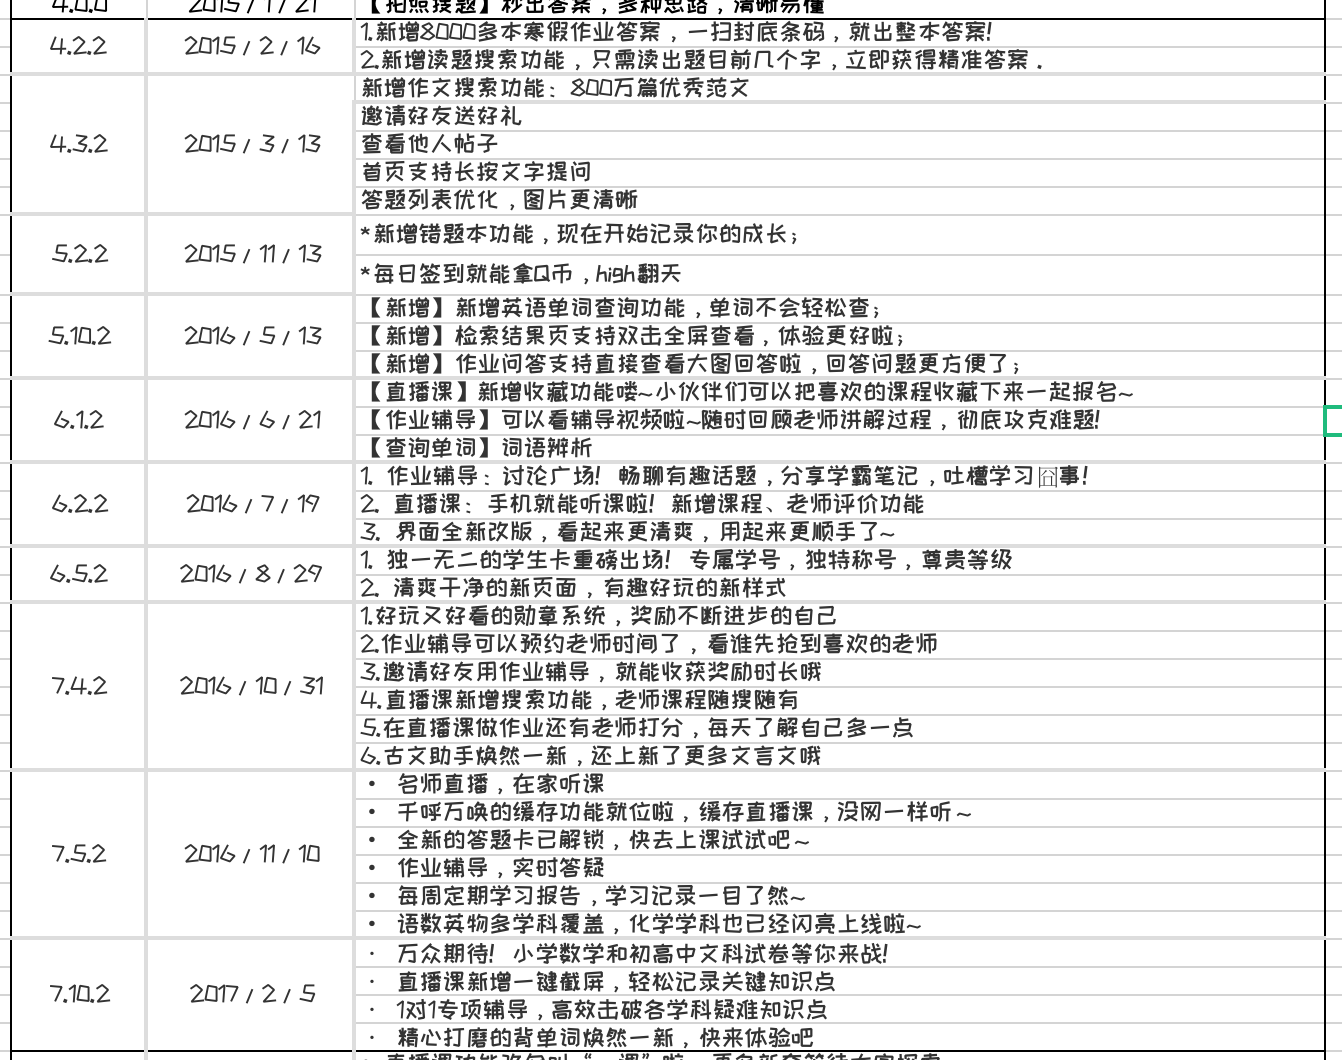 4.0.0 2015/1/21 【拍照搜题】秒出答案，多种思路，清晰易懂
4.2.2 2015/2/16 1.新增8000多本寒假作业答案，一扫封底条码，就出整本答案！
2.新增读题搜索功能，只需读出题目前几个字，立即获得精准答案．
4.3.2 2015/3/13 新增作文搜索功能：800万篇优秀范文
邀请好友送好礼
查看他人帖子
首页支持长按文字提问
答题列表优化，图片更清晰
5.2.2 2015/11/13 *新增错题本功能，现在开始记录你的成长；
*每日签到就能拿Q币，high翻天
5.10.2 2016/5/13 【新增】新增英语单词查询功能，单词不会轻松查；
【新增】检索结果页支持双击全屏查看，体验更好啦；
【新增】作业问答支持直接查看大图回答啦，回答问题更方便了；
6.1.2 2016/6/21 【直播课】新增收藏功能喽~小伙伴们可以把喜欢的课程收藏下来一起报名~
【作业辅导】可以看辅导视频啦~随时回顾老师讲解过程，彻底攻克难题！
【查询单词】词语辨析
6.2.2 2016/7/19 1. 作业辅导：讨论广场！畅聊有趣话题，分享学霸笔记，吐槽学习囧事！
2. 直播课：手机就能听课啦！新增课程、老师评价功能
3. 界面全新改版，看起来更清爽，用起来更顺手了~
6.5.2 2016/8/29 1. 独一无二的学生卡重磅出场！专属学号，独特称号，尊贵等级
2. 清爽干净的新页面，有趣好玩的新样式
7.4.2 2016/10/31 1.好玩又好看的勋章系统，奖励不断进步的自己
2.作业辅导可以预约老师时间了，看谁先抢到喜欢的老师
3.邀请好友用作业辅导，就能收获奖励时长哦
4.直播课新增搜索功能，老师课程随搜随有
5.在直播课做作业还有老师打分，每天了解自己多一点
6.古文助手焕然一新，还上新了更多文言文哦
7.5.2 2016/11/10 • 名师直播，在家听课
• 千呼万唤的缓存功能就位啦，缓存直播课，没网一样听~
• 全新的答题卡已解锁，快去上课试试吧~
• 作业辅导，实时答疑
• 每周定期学习报告，学习记录一目了然~
• 语数英物多学科覆盖，化学学科也已经闪亮上线啦~
7.10.2 2017/2/5 · 万众期待！小学数学和初高中文科试卷等你来战！
· 直播课新增一键截屏，轻松记录关键知识点
· 1对1专项辅导，高效击破各学科疑难知识点
· 精心打磨的背单词焕然一新，快来体验吧